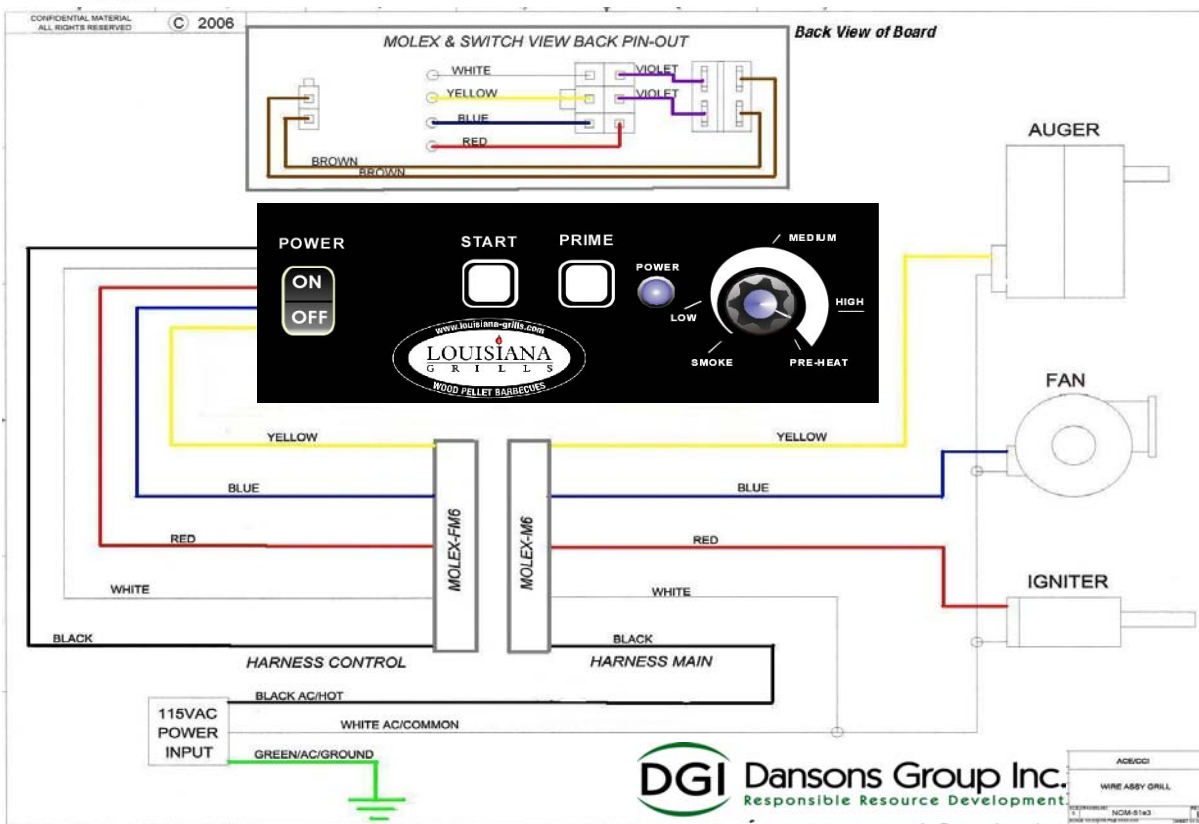 CONFIDENTIAL MATERIAL
ALL RIGHTS RESERVED
© 2006
MOLEX & SWITCH VIEW BACK PIN-OUT
Back View of Board
WHITE
VIOLET
YELLOW
VIOLET
BLUE
RED
BROWN
BROWN
AUGER
POWER
ON
OFF
START
PRIME
POWER
MEDIUM
HIGH
LOW
SMOKE
PRE-HEAT
www.louisiana-grills.com
LOUISIANA
GRILLS
WOOD PELLET BARBECUES
FAN
YELLOW
YELLOW
BLUE
BLUE
MOLEX-FM6
MOLEX-M6
RED
RED
IGNITER
WHITE
WHITE
BLACK
BLACK
HARNESS CONTROL
HARNESS MAIN
BLACK AC/HOT
115VAC
POWER
INPUT
WHITE AC/COMMON
GREEN/AC/GROUND
DGI Dansons Group Inc.
Responsible Resource Development
ACE/CCI
WIRE ASSY GRILL